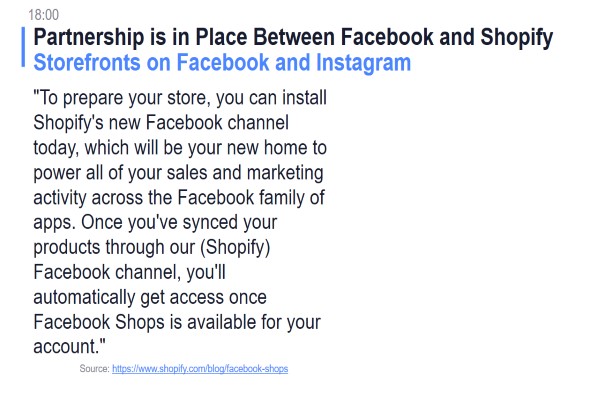 18:00
Partnership is in Place Between Facebook and Shopify
Storefronts on Facebook and Instagram
"To prepare your store, you can install
Shopify's new Facebook channel
today, which will be your new home to
power all of your sales and marketing
activity across the Facebook family of
apps. Once you've synced your
products through our (Shopify)
Facebook channel, you'll
automatically get access once
Facebook Shops is available for your
account."
Source: https://www.shopify.com/blog/facebook-shops